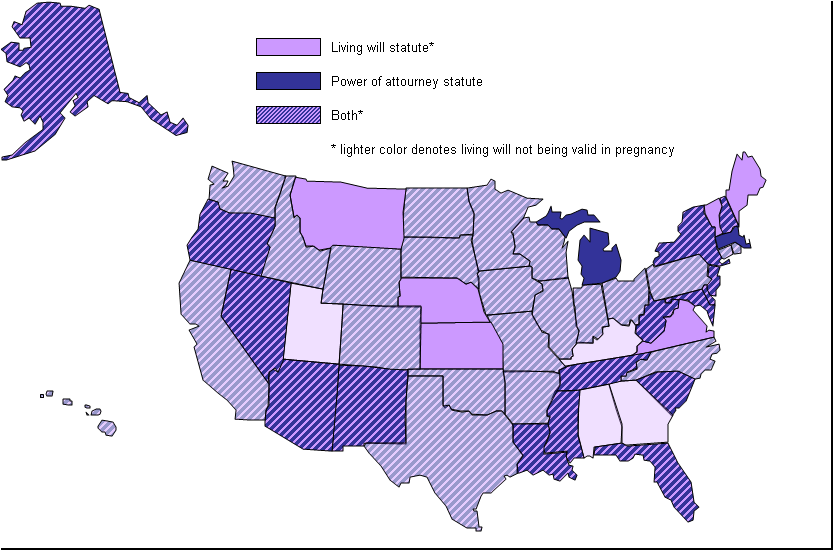 Living will statute*
Power of attourney statute
Both*
* lighter color denotes living will not being valid in pregnancy